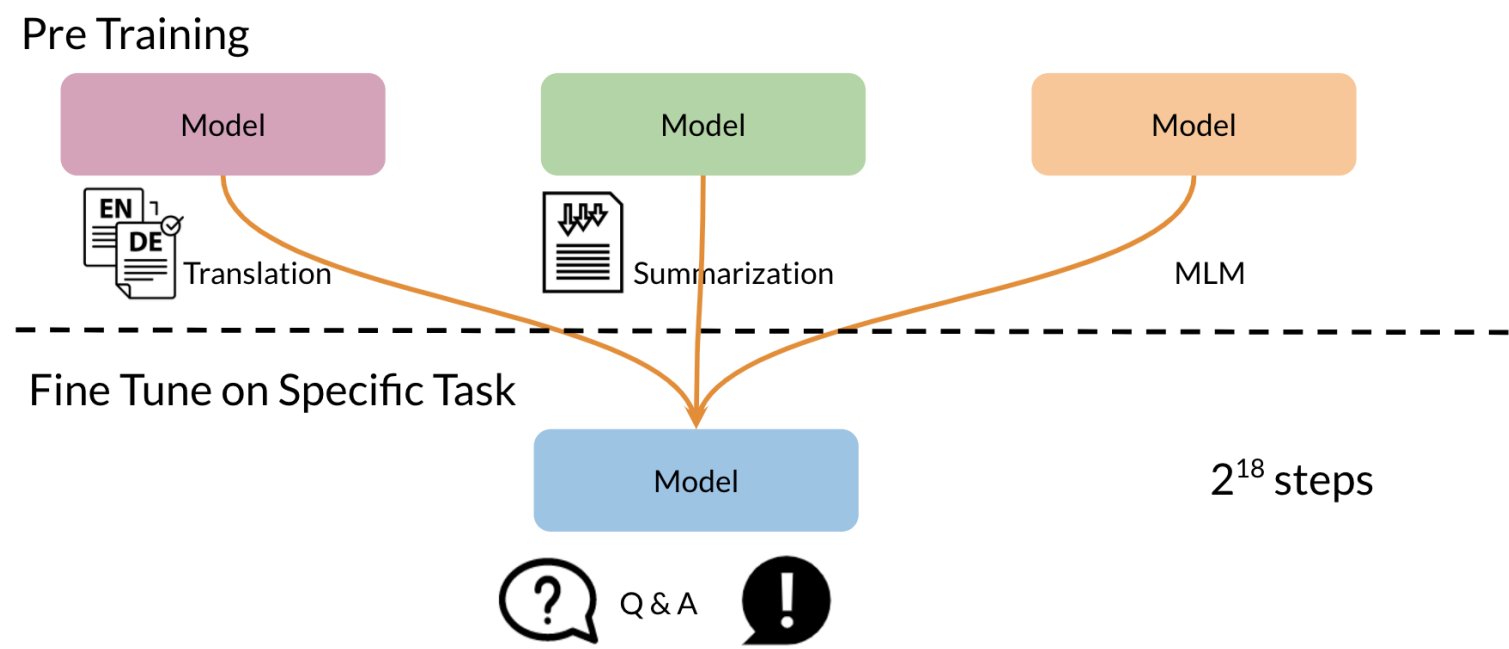 Pre Training
Model
Model
Model
EN
DE
Translation
Summarization
MLM
Fine Tune on Specific Task
Model
2¹⁸ steps
?
Q & A
!